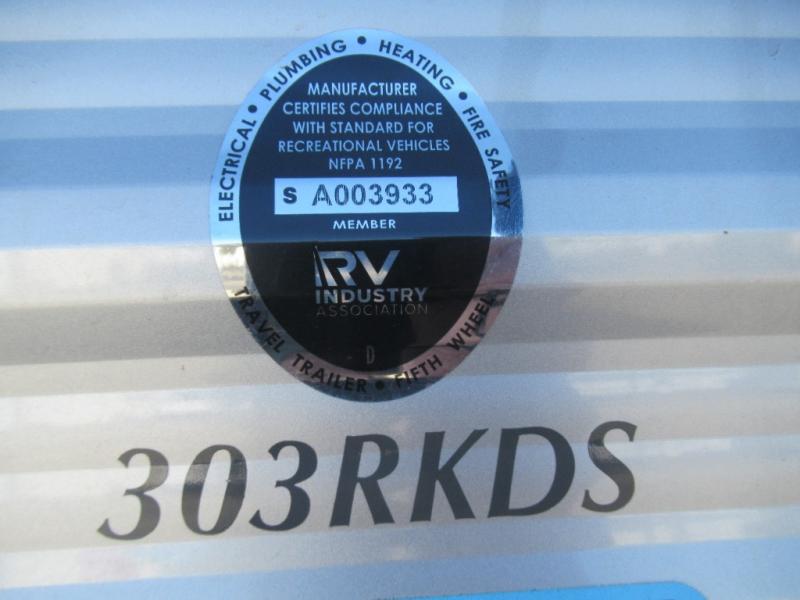 ELECTRICAL • PLUMBING • HEATING • FIRE SAFETY
MANUFACTURER
CERTIFIES COMPLIANCE
WITH STANDARD FOR
RECREATIONAL VEHICLES
NFPA 1192
S A003933
MEMBER
RV
INDUSTRY
ASSOCIATION
D
TRAVEL TRAILER • FIFTH WHEEL
303RKDS